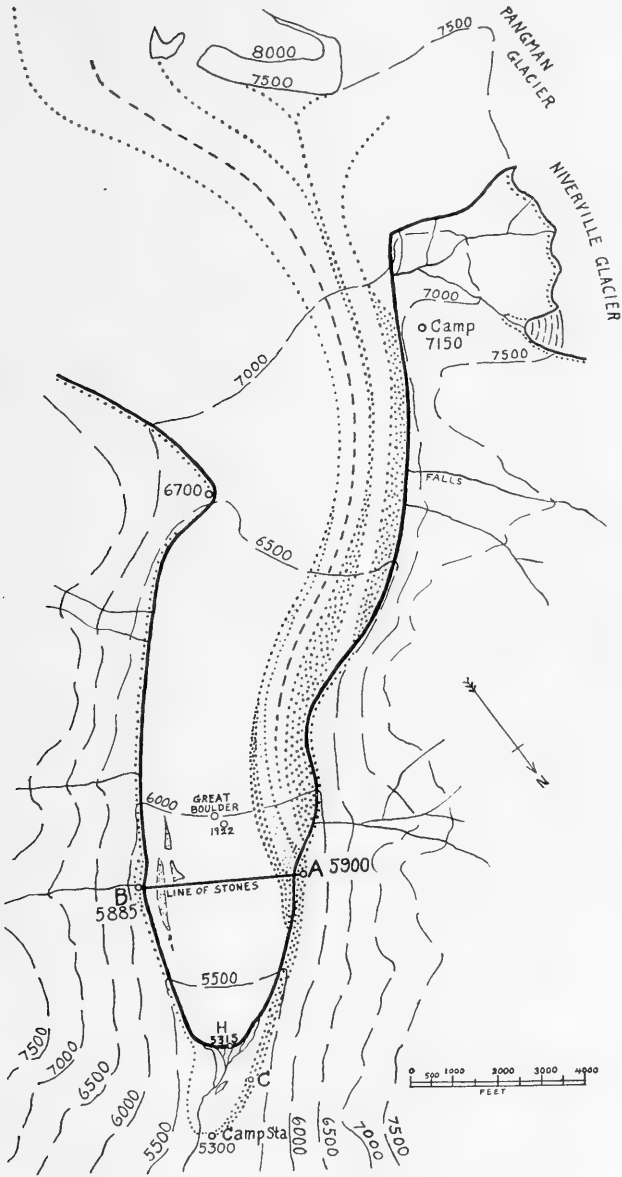 PANGMAN
GLACIER
7500
8000
7500
NIVERVILLE GLACIER
7000
Camp
7150
7500
7000
FALLS
6700
6500
N
6000
GREAT
BOULDER
1922
A 5900
B
5885
LINE OF STONES
5500
H
5315
C
Camp Sta
5300
0 500 1000 2000 3000 4000
FEET
7500
7000
6500
6000
5500
6000
6500
7000
7500